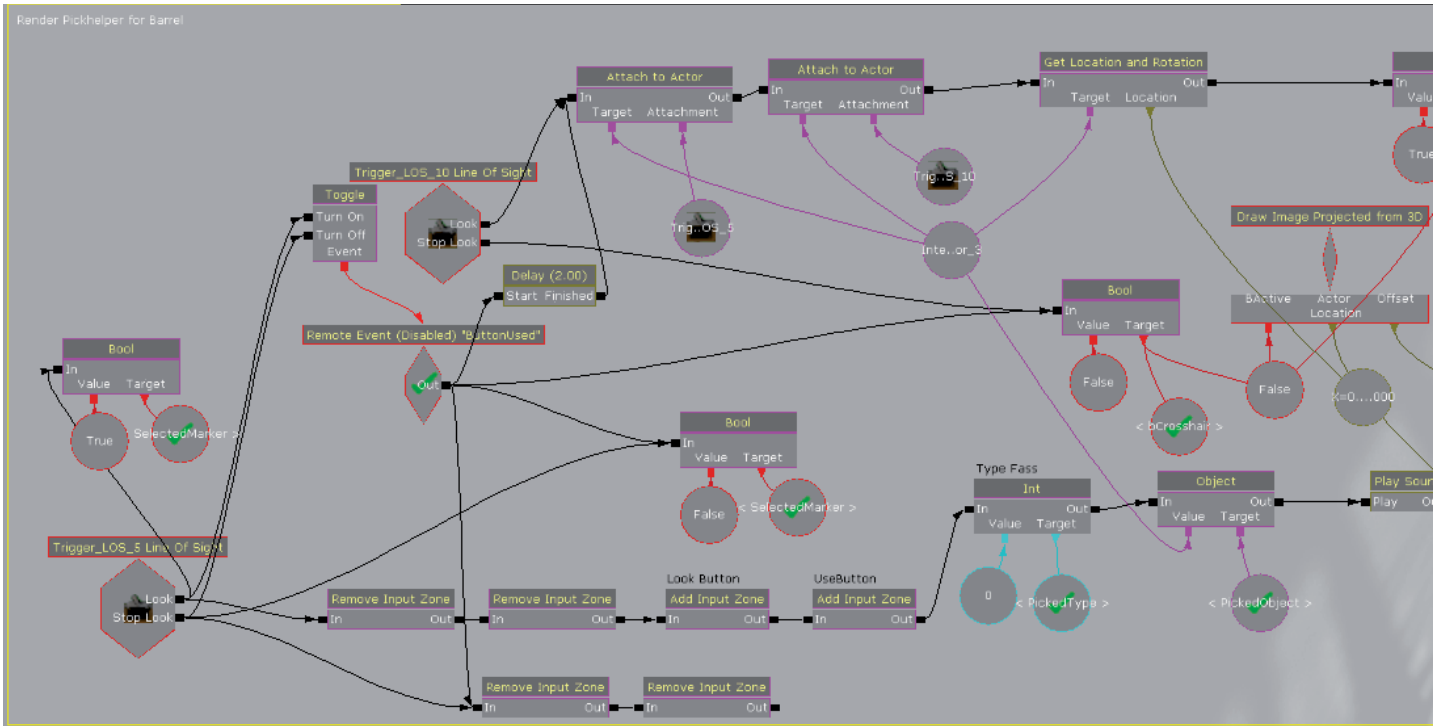 Render Pickhelper for Barrel
Attach to Actor
In Out
Target Attachment
Attach to Actor
In Out
Target Attachment
Get Location and Rotation
In Out
Target Location
In
Valu
True
Trigger_LOS_10 Line Of Sight
Look
Stop Look
Toggle
Turn On
Turn Off
Event
Trig..OS_5
Trig..S_10
Inte..or_3
Draw Image Projected from 3D
BActive Actor Offset
Location
Delay (2.00)
Start Finished
Bool
In
Value Target
False
False
X=0...,000
< bCrosshair >
Remote Event (Disabled) "ButtonUsed"
Out
Bool
In
Value Target
True
SelectedMarker >
Bool
In
Value Target
False
< SelectedMarker >
Type Fass
Int
In Out
Value Target
0
< PickedType >
Object
In Out
Value Target
< PickedObject >
Play Soun
Play Ou
Trigger_LOS_5 Line Of Sight
Look
Stop Look
Remove Input Zone
In Out
Remove Input Zone
In Out
Look Button
Add Input Zone
In Out
UseButton
Add Input Zone
In Out
Remove Input Zone
In Out
Remove Input Zone
In Out